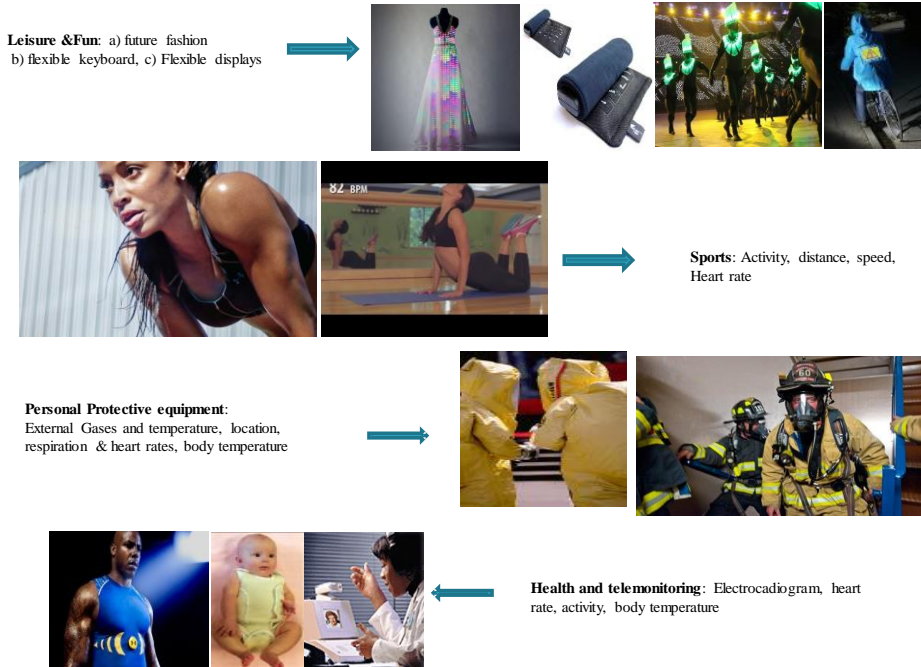 Leisure &Fun: a) future fashion
b) flexible keyboard, c) Flexible displays
82 BPM
Sports: Activity, distance, speed,
Heart rate
Personal Protective equipment:
External Gases and temperature, location,
respiration & heart rates, body temperature
60
Health and telemonitoring: Electrocadiogram, heart
rate, activity, body temperature